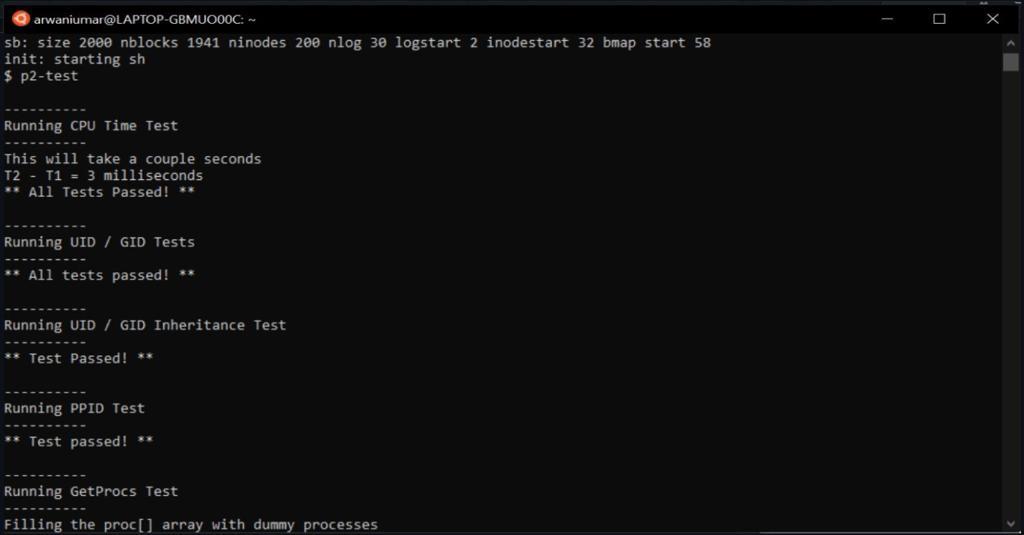 arwaniumar@LAPTOP-GBMUO00C: ~
sb: size 2000 nblocks 1941 ninodes 200 nlog 30 logstart 2 inodestart 32 bmap start 58
init: starting sh
$ p2-test
----------
Running CPU Time Test
----------
This will take a couple seconds
T2 - T1 = 3 milliseconds
** All Tests Passed! **
----------
Running UID / GID Tests
----------
** All tests passed! **
----------
Running UID / GID Inheritance Test
----------
** Test Passed! **
----------
Running PPID Test
----------
** Test passed! **
----------
Running GetProcs Test
----------
Filling the proc[] array with dummy processes